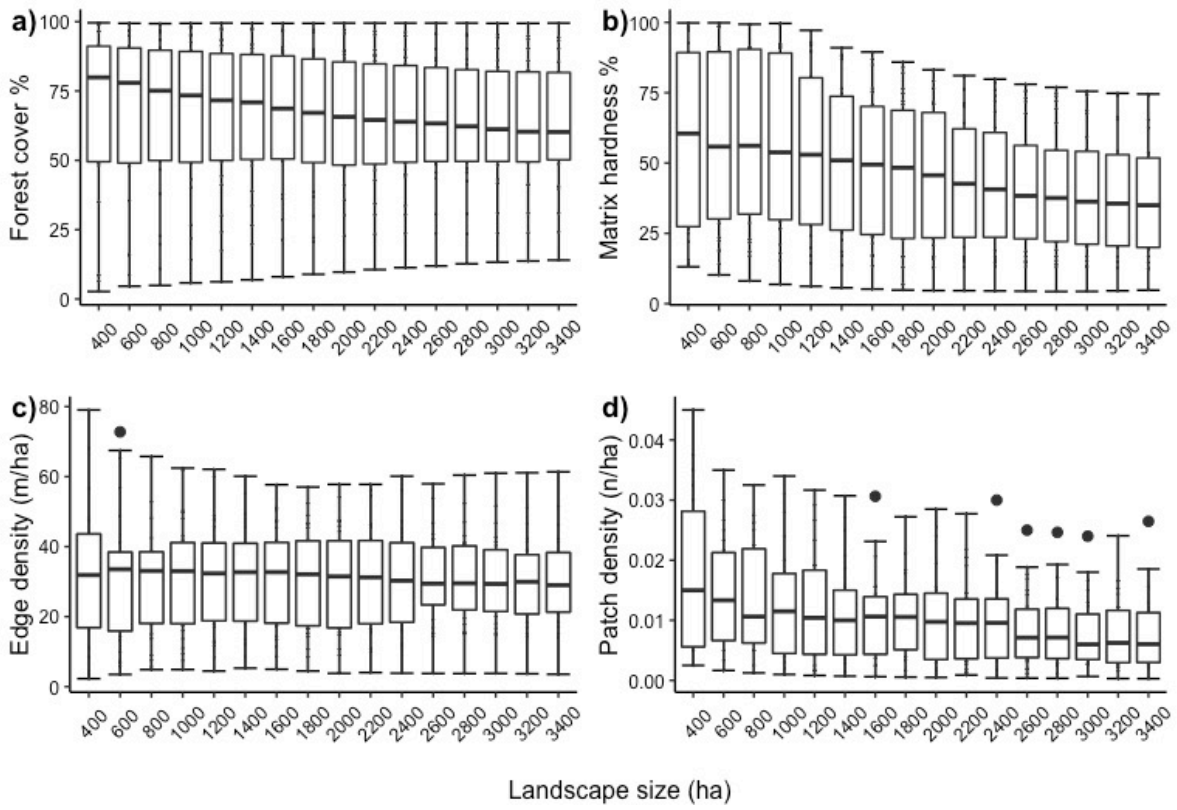 a)
Forest cover %
100
75
50
25
0
400 600 800 1000 1200 1400 1600 1800 2000 2200 2400 2600 2800 3000 3200 3400
b)
Matrix hardness %
100
75
50
25
0
400 600 800 1000 1200 1400 1600 1800 2000 2200 2400 2600 2800 3000 3200 3400
c)
Edge density (m/ha)
80
60
40
20
0
400 600 800 1000 1200 1400 1600 1800 2000 2200 2400 2600 2800 3000 3200 3400
d)
Patch density (n/ha)
0.04
0.03
0.02
0.01
0.00
400 600 800 1000 1200 1400 1600 1800 2000 2200 2400 2600 2800 3000 3200 3400
Landscape size (ha)